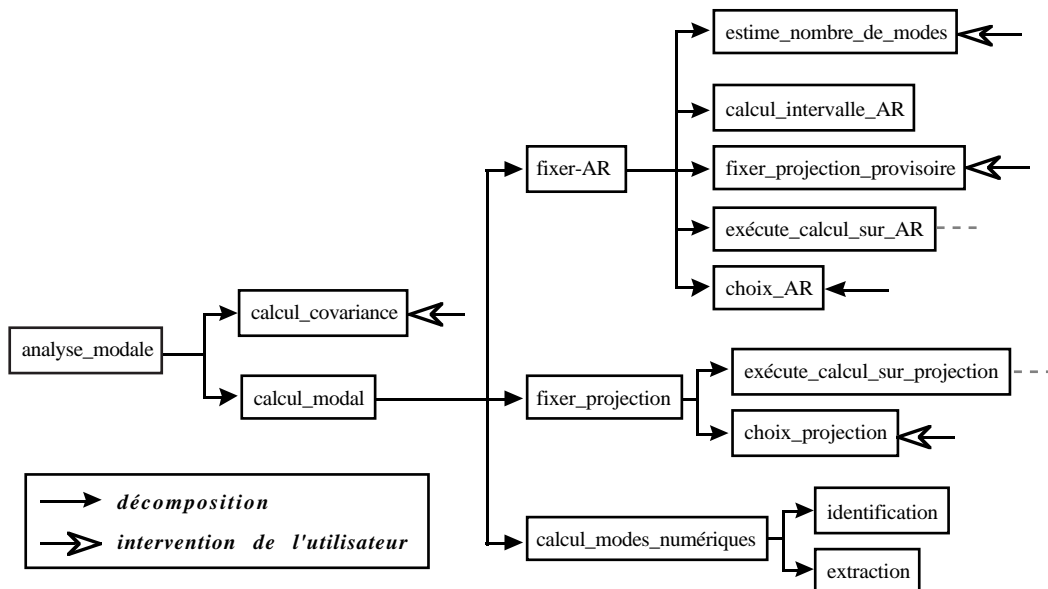 estime_nombre_de_modes
calcul_intervalle_AR
fixer-AR
fixer_projection_provisoire
exécute_calcul_sur_AR
choix_AR
calcul_covariance
analyse_modale
calcul_modal
fixer_projection
exécute_calcul_sur_projection
choix_projection
décomposition
intervention de l'utilisateur
calcul_modes_numériques
identification
extraction